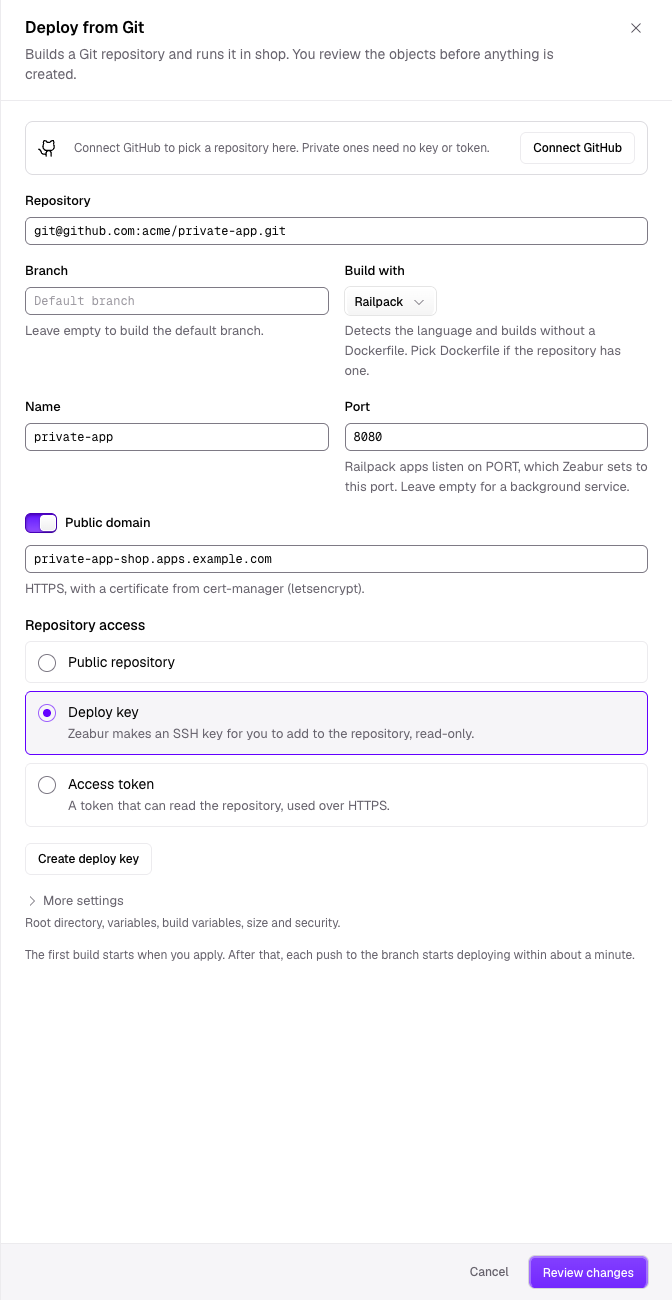 Deploy from Git
Builds a Git repository and runs it in shop. You review the objects before anything is
created.
Connect GitHub to pick a repository here. Private ones need no key or token.
Connect GitHub
Repository
git@github.com:acme/private-app.git
Branch
Build with
Default branch
Railpack
Leave empty to build the default branch.
Detects the language and builds without a
Dockerfile. Pick Dockerfile if the repository has
one.
Name
Port
private-app
8080
Railpack apps listen on PORT, which Zeabur sets to
this port. Leave empty for a background service.
Public domain
private-app-shop.apps.example.com
HTTPS, with a certificate from cert-manager (letsencrypt).
Repository access
Public repository
Deploy key
Zeabur makes an SSH key for you to add to the repository, read-only.
Access token
A token that can read the repository, used over HTTPS.
Create deploy key
More settings
Root directory, variables, build variables, size and security.
The first build starts when you apply. After that, each push to the branch starts deploying within about a minute.
Cancel
Review changes